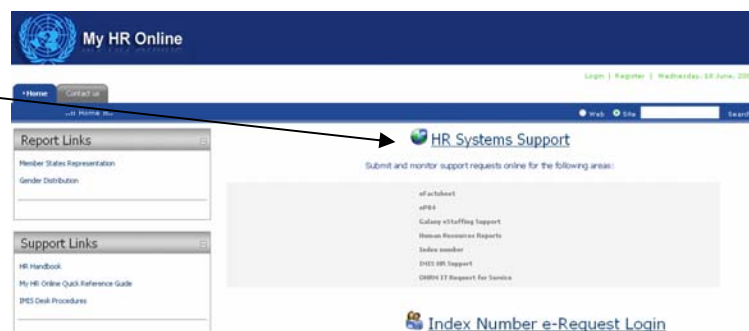 My HR Online
Login | Register | Wednesday, 18 June, 200
Home Contact us
Web Site Search
Report Links
Member States Representation
Gender Distribution
Support Links
HR Handbook
My HR Online Quick Reference Guide
IMIS Desk Procedures
HR Systems Support
Submit and monitor support requests online for the following areas:
eFactsheet
ePAS
Galaxy eStaffing Support
Human Resources Reports
Index number
IMIS HR Support
OHRM IT Request for Service
Index Number e-Request Login